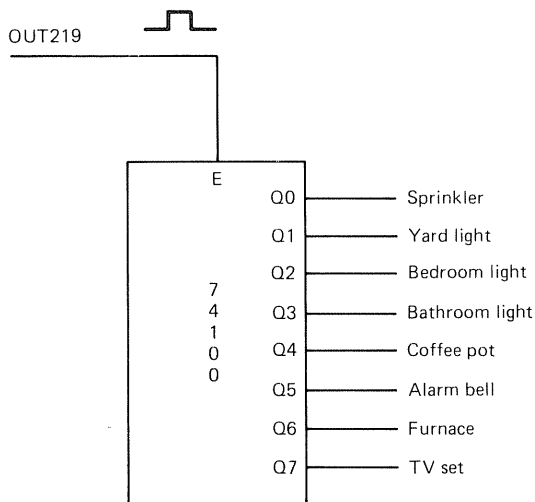 OUT219
E
Q0 Sprinkler
Q1 Yard light
Q2 Bedroom light
Q3 Bathroom light
Q4 Coffee pot
Q5 Alarm bell
Q6 Furnace
Q7 TV set
7
4
1
0
0